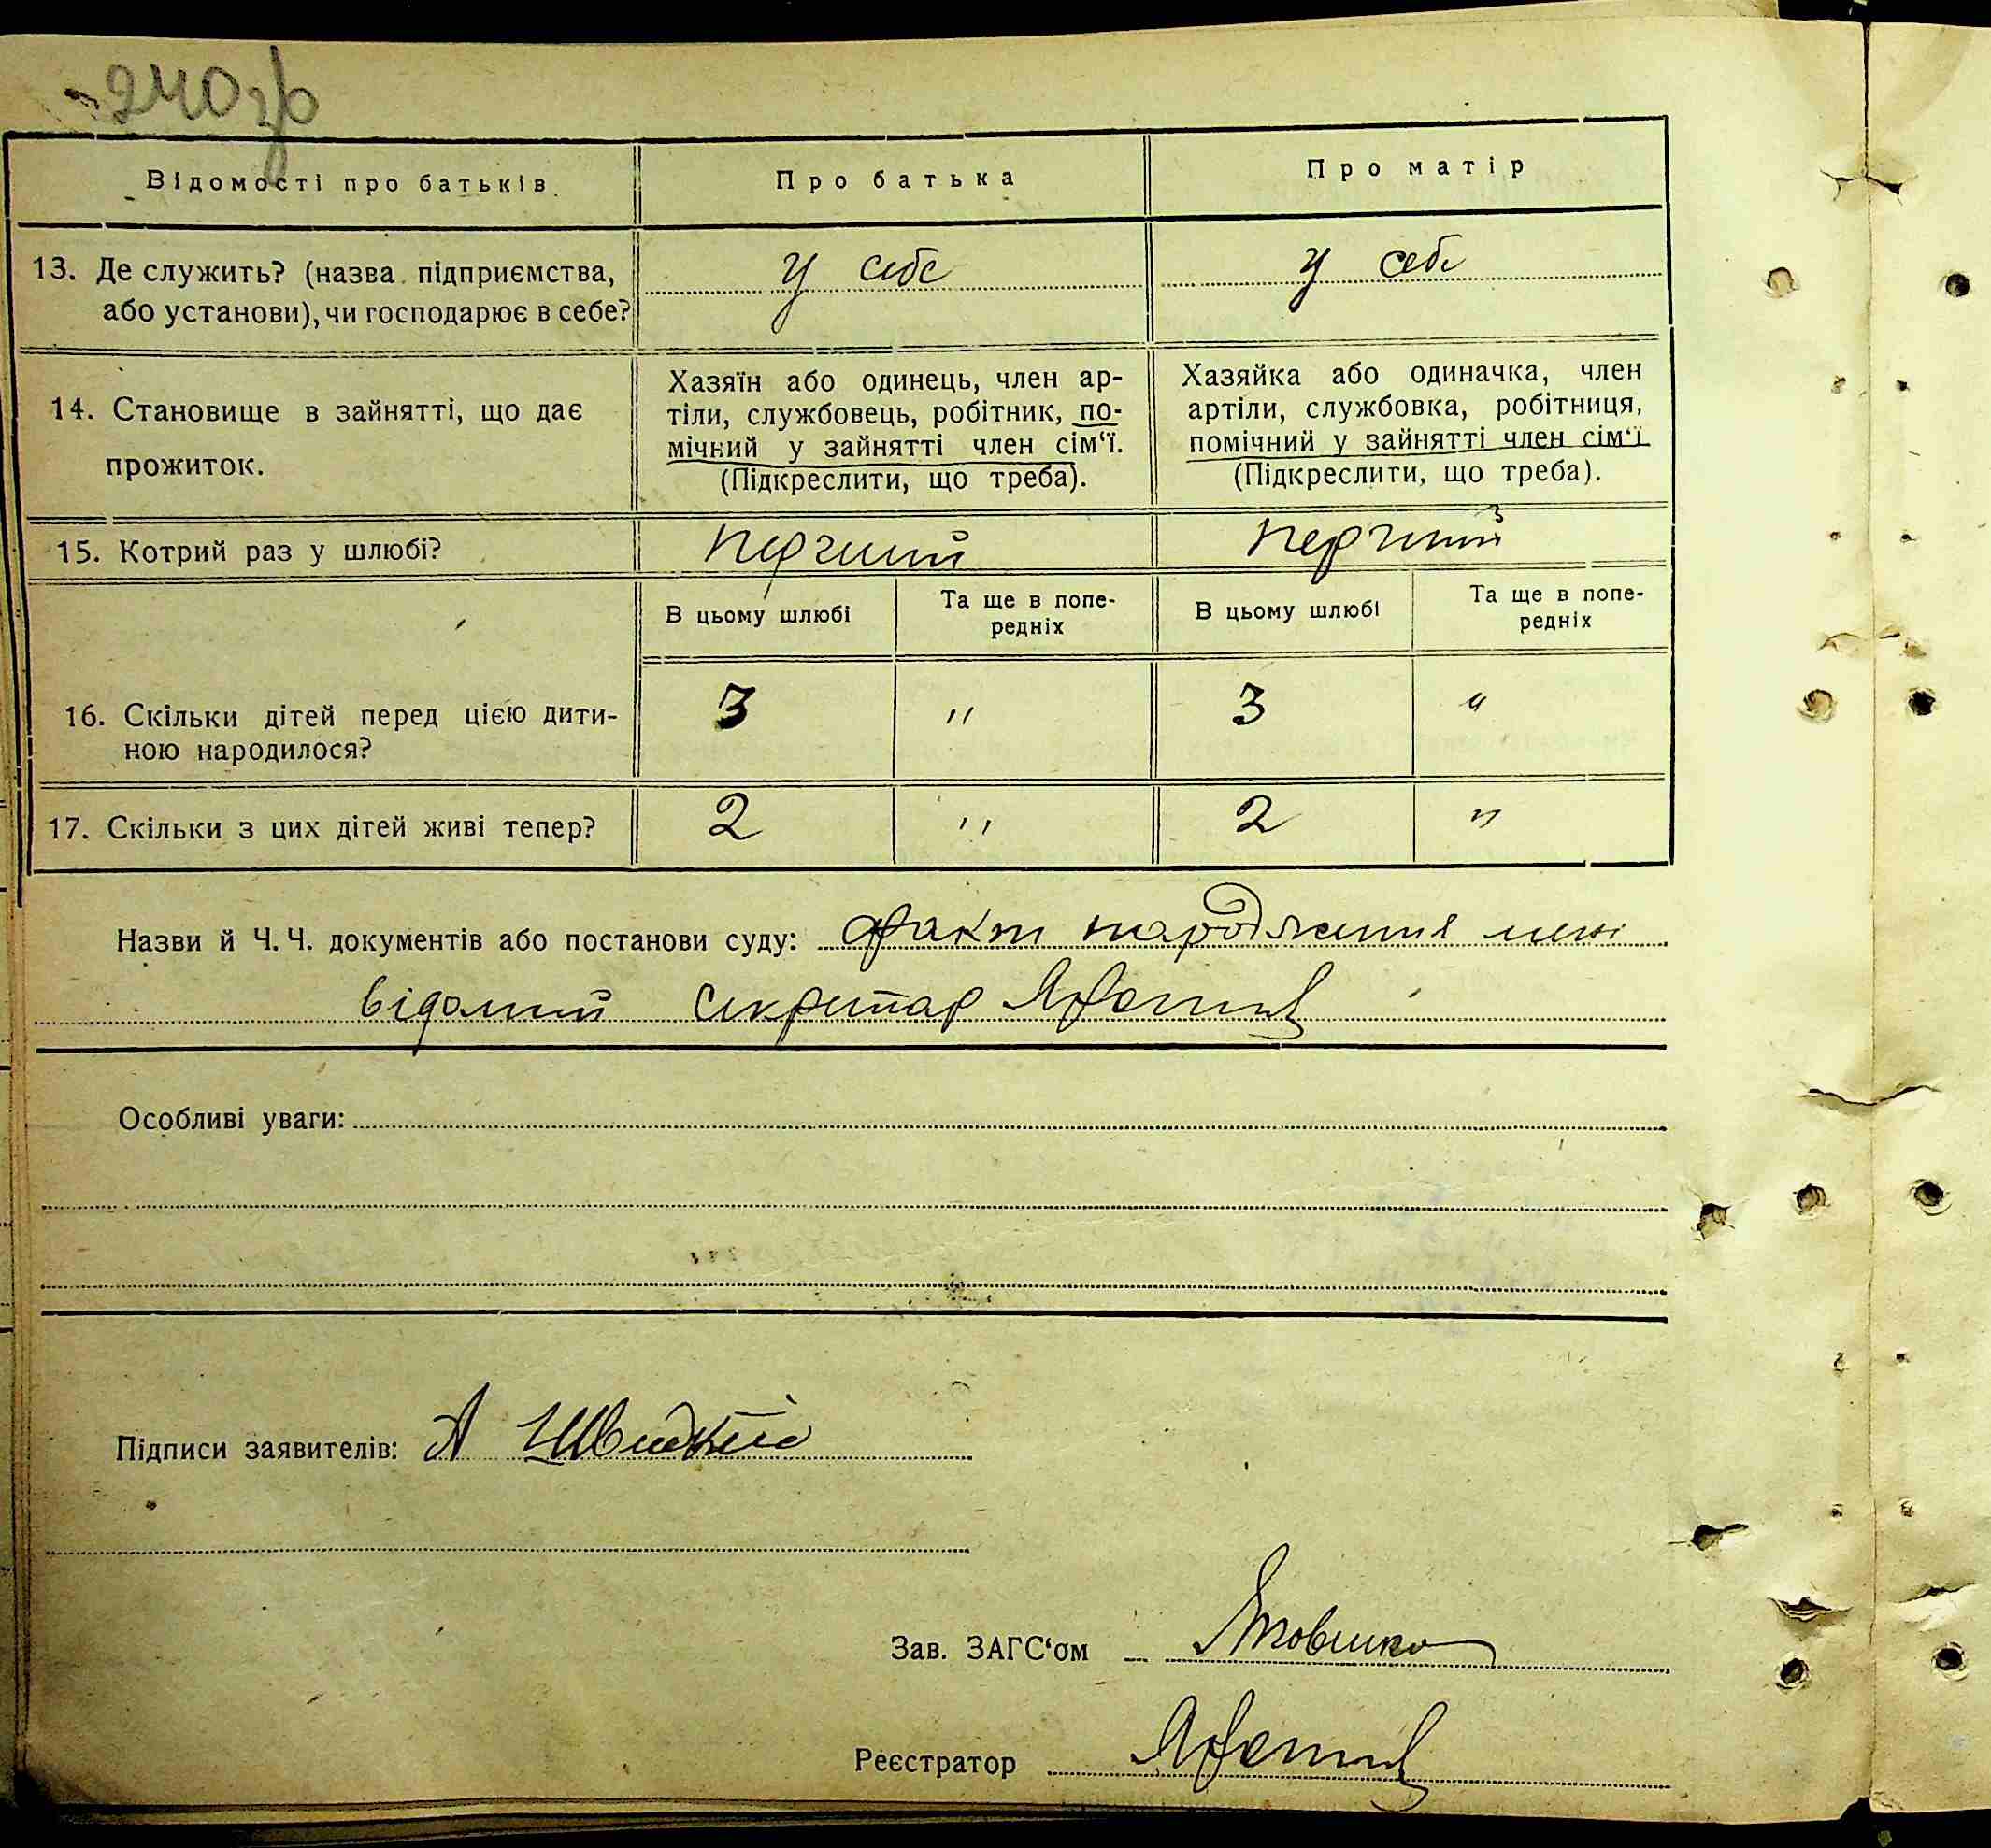 240зв
Відомості про батьків
Про батька
Про матір
13. Де служить? (назва підприємства,
або установи), чи господарює в себе?
у себе
у себе
14. Становище в зайнятті, що дає
прожиток.
Хазяїн або одинець, член ар-
тіли, службовець, робітник, по-
мічний у зайнятті член сім‘ї.
(Підкреслити, що треба).
Хазяйка або одиначка, член
артіли, службовка, робітниця,
помічний у зайнятті член сім‘ї
(Підкреслити, що треба).
15. Котрий раз у шлюбі?
перший
перший
В цьому шлюбі
Та ще в попе-
редніх
В цьому шлюбі
Та ще в попе-
редніх
16. Скільки дітей перед цією дити-
ною народилося?
3
"
3
"
17. Скільки з цих дітей живі тепер?
2
"
2
"
Назви й Ч. Ч. документів або постанови суду: Факт народження мені
відомий Секретар
Особливі уваги:
Підписи заявителів: А Швидкій
Зав. ЗАГС‘ом
Реєстратор